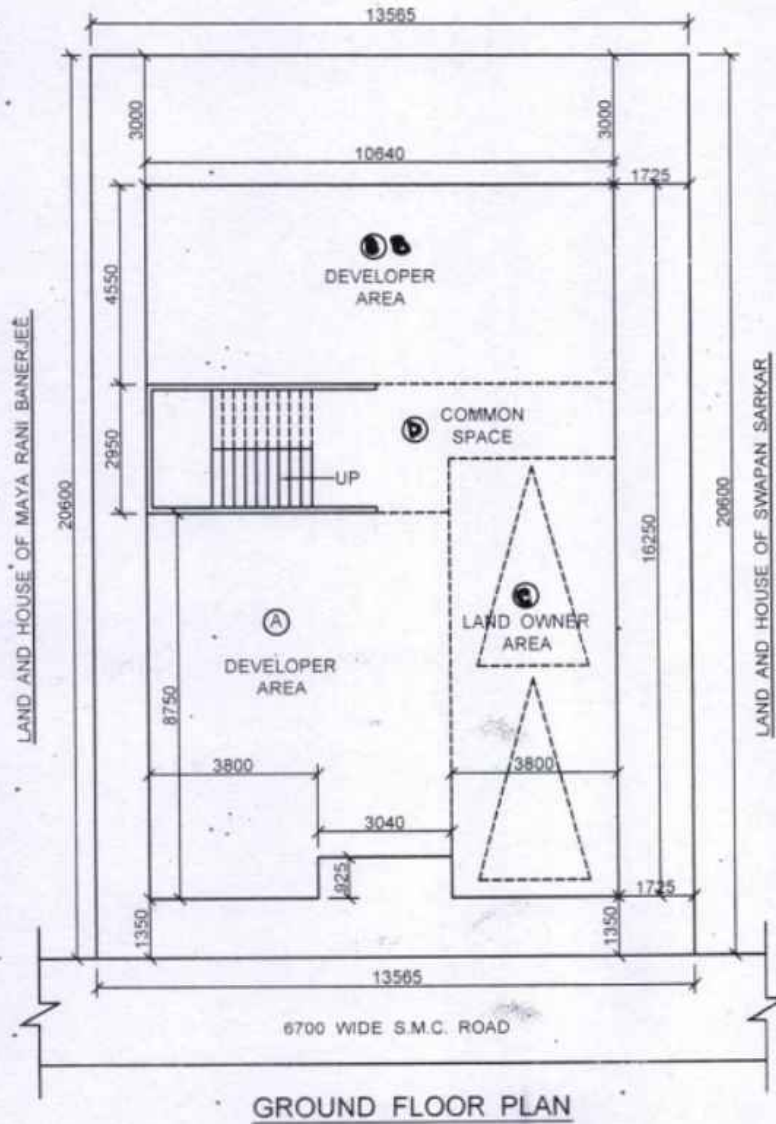 13565
3000
3000
10640
1725
4550
DEVELOPER
AREA
COMMON
SPACE
2950
UP
LAND AND HOUSE OF MAYA RANI BANERJEE
20600
16250
20600
LAND AND HOUSE OF SWAPAN SARKAR
A
DEVELOPER
AREA
LAND OWNER
AREA
8750
3800
3800
3040
925
1725
1350
1350
13565
6700 WIDE S.M.C. ROAD
GROUND FLOOR PLAN